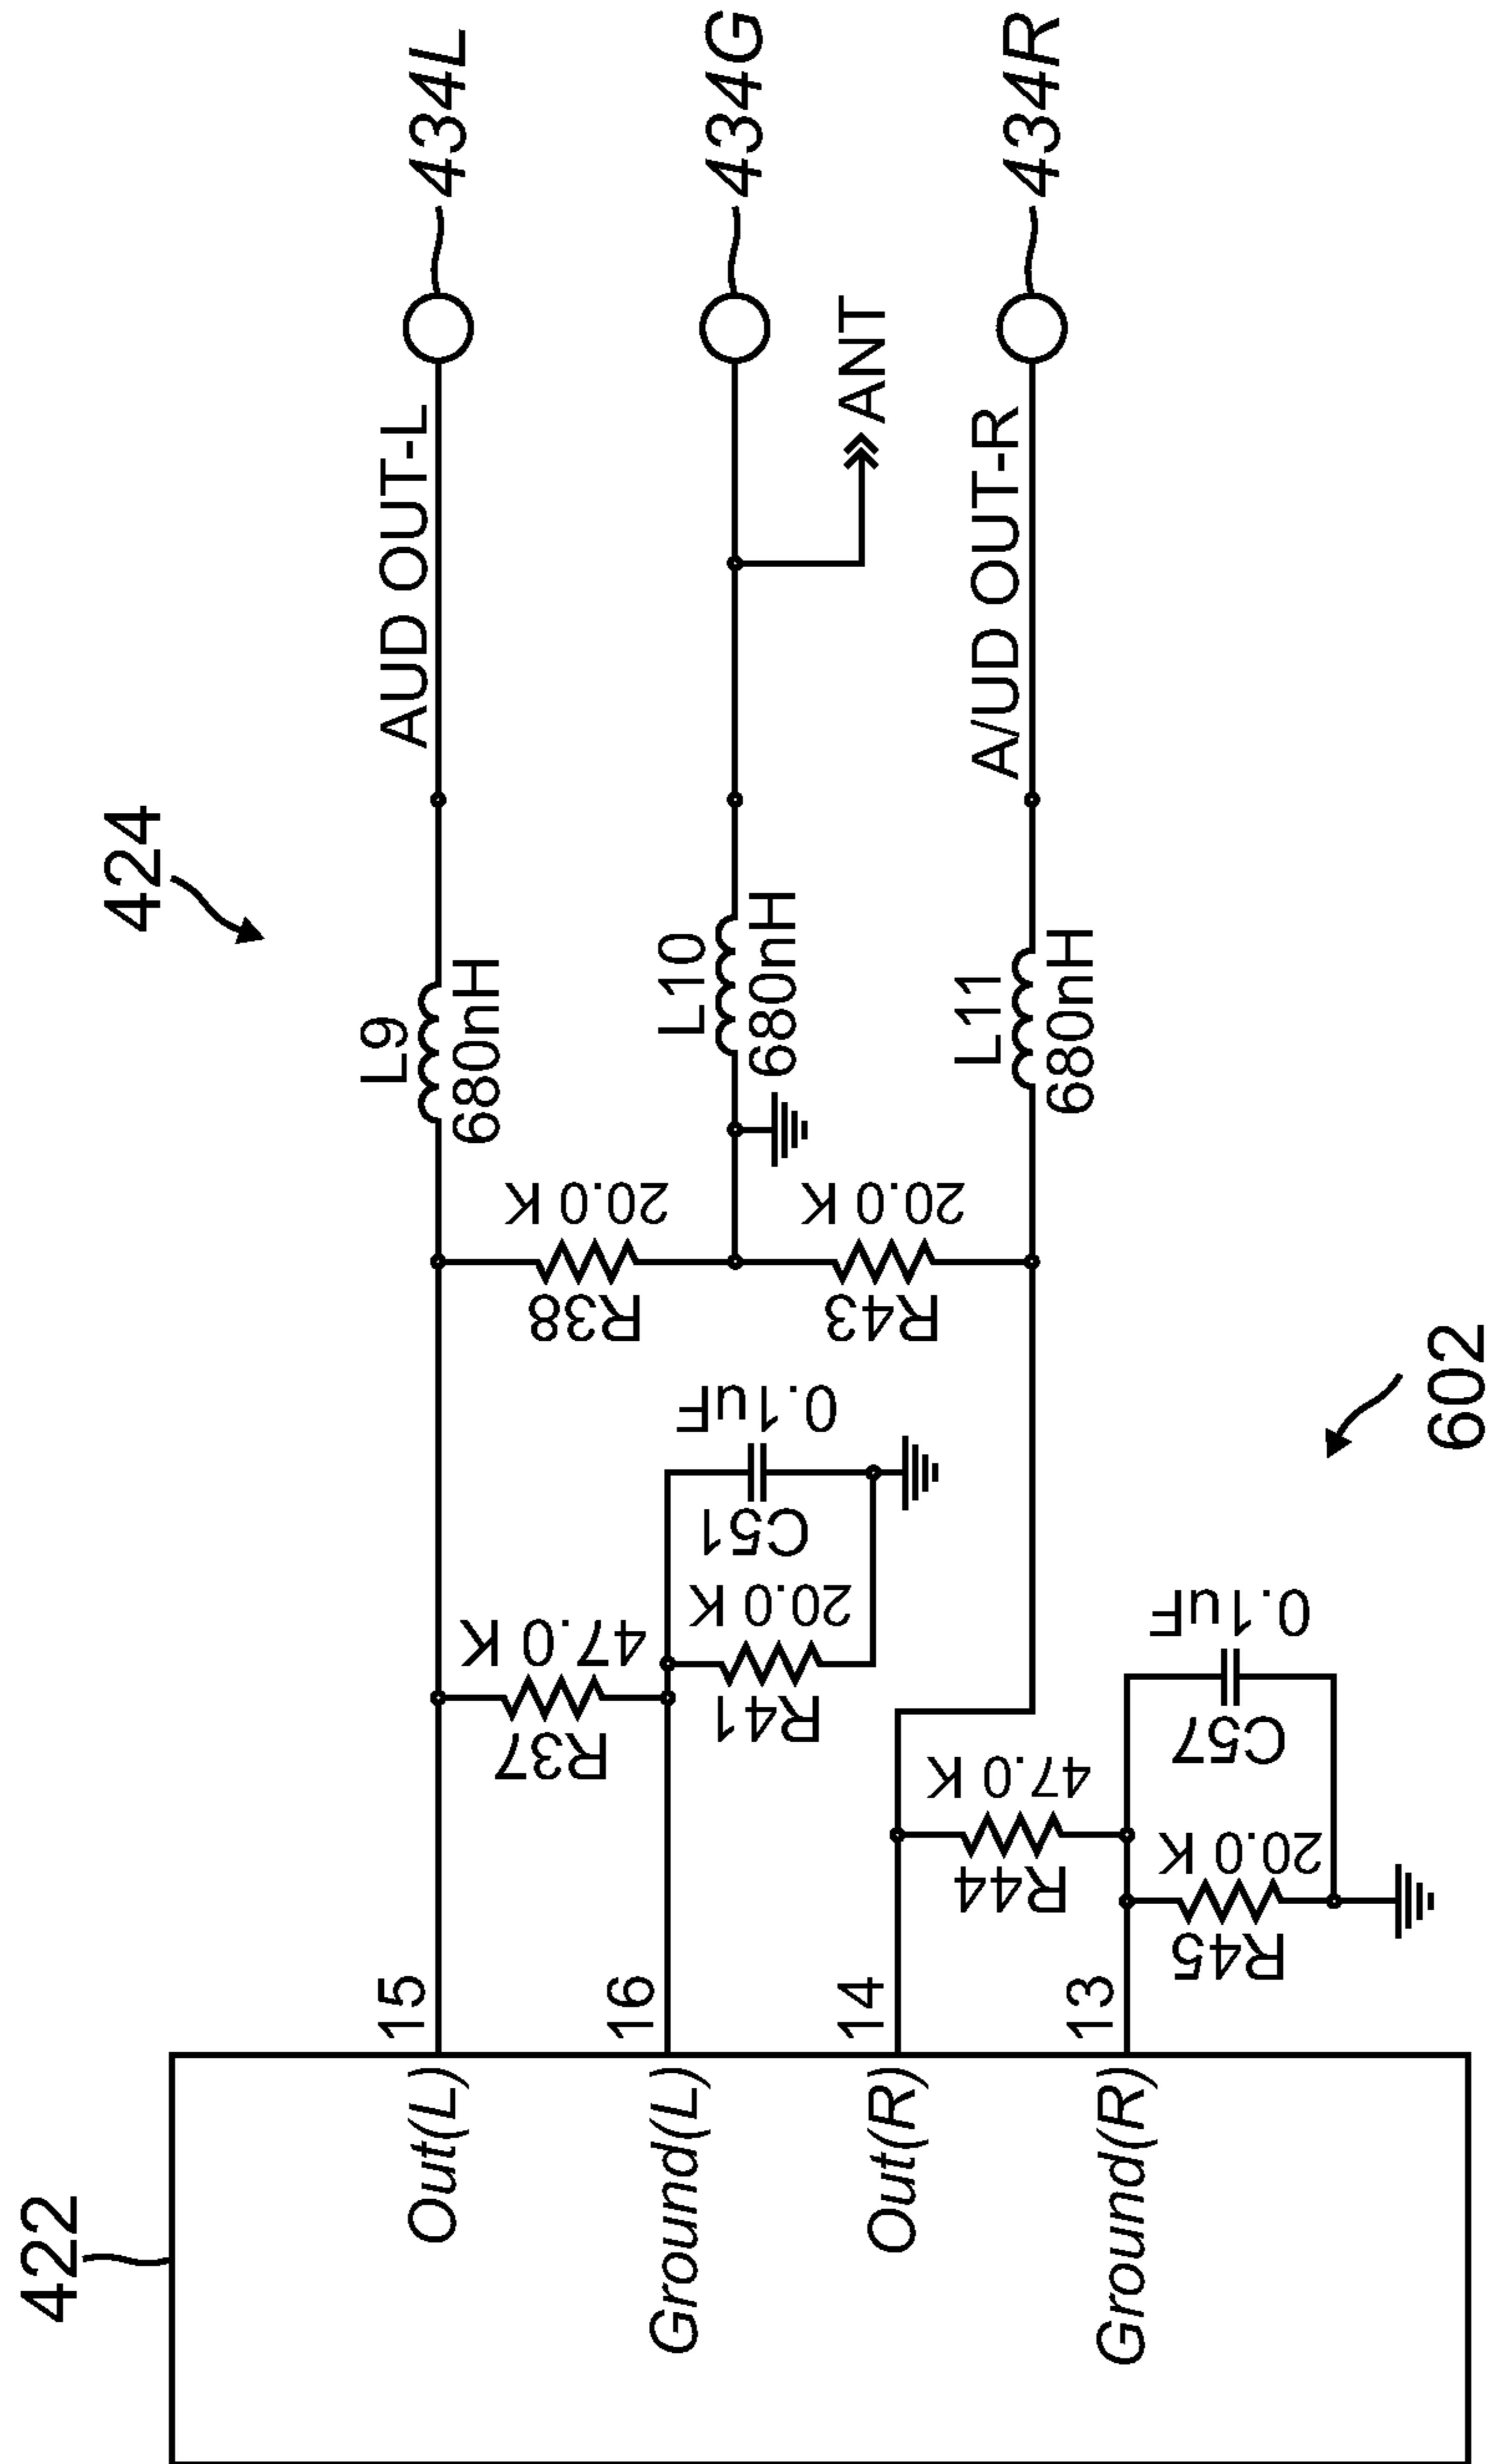 422
424
602
Out(L)
15
Ground(L)
16
Out(R)
14
Ground(R)
13
R37
47.0 K
R41
20.0 K
C51
0.1uF
R44
47.0 K
R45
20.0 K
C57
0.1uF
R38
20.0 K
R43
20.0 K
L9
680nH
L10
680nH
L11
680nH
AUD OUT-L
ANT
A/UD OUT-R
434L
434G
434R